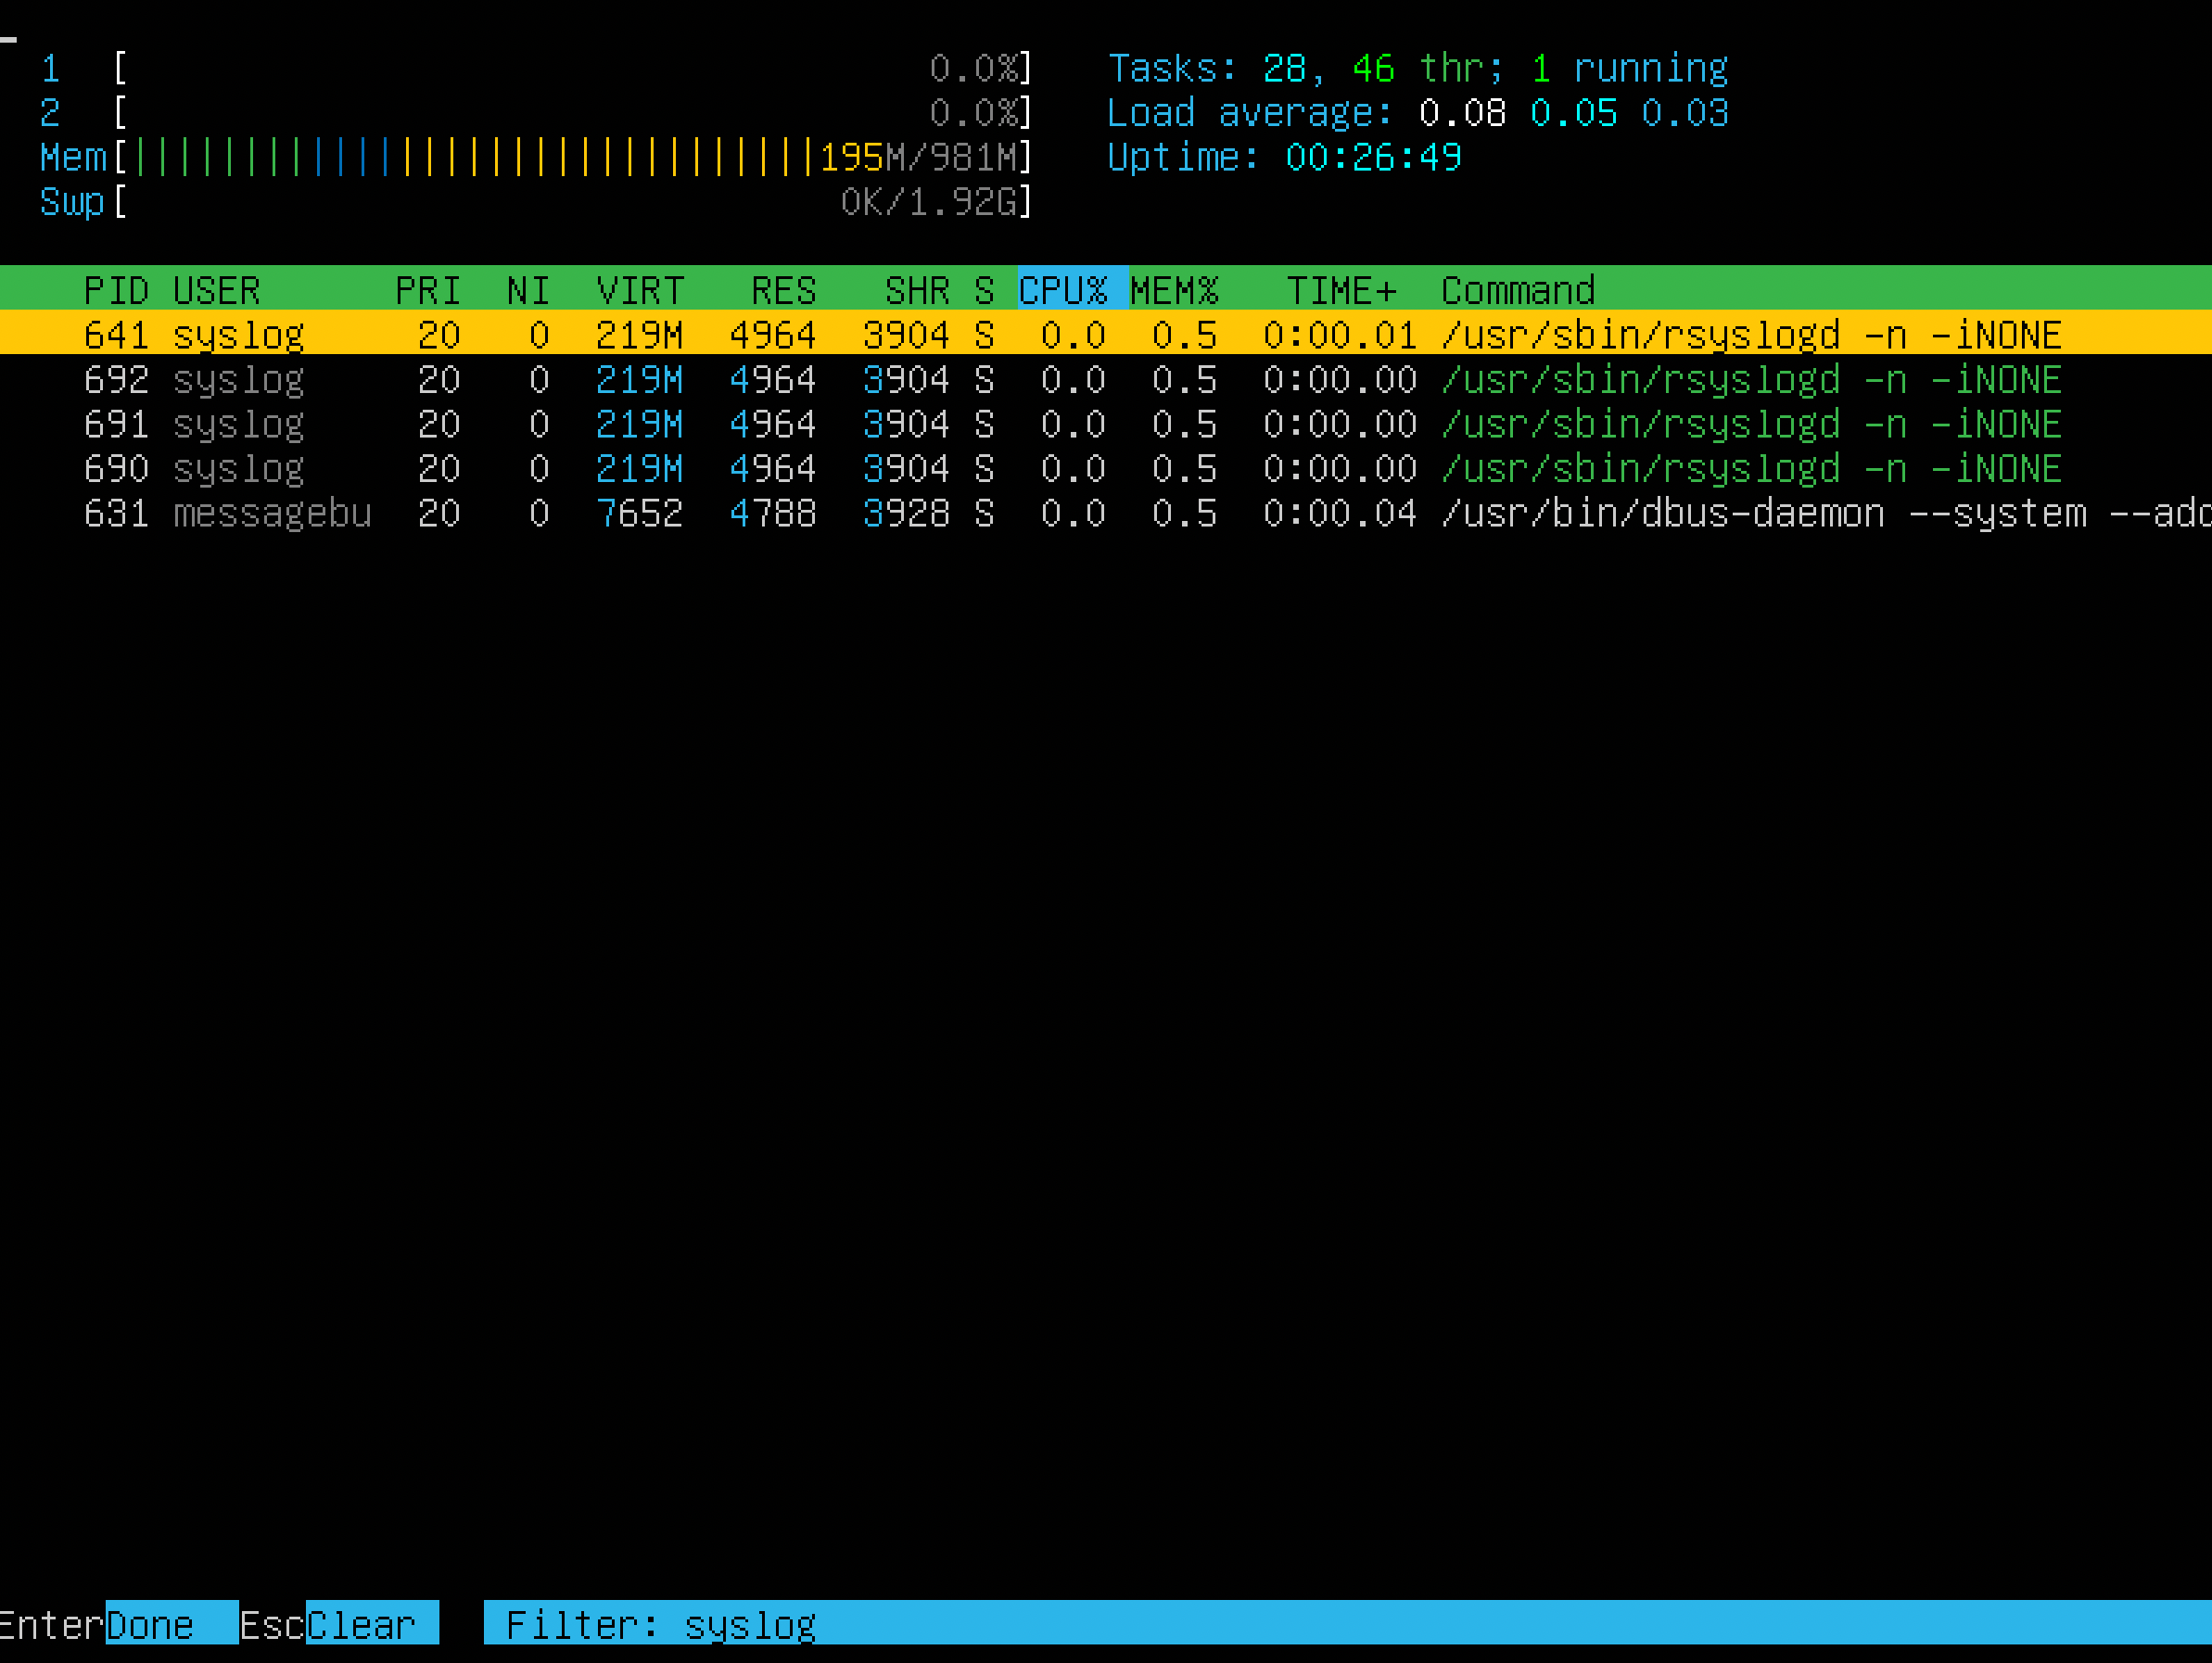 1 [ 0.0%] Tasks: 28, 46 thr; 1 running
2 [ 0.0%] Load average: 0.08 0.05 0.03
Mem[|||||||||||||||||||||||||||||||195M/981M] Uptime: 00:26:49
Swp[ 0K/1.92G]
PID USER PRI NI VIRT RES SHR S CPU% MEM% TIME+ Command
641 syslog 20 0 219M 4964 3904 S 0.0 0.5 0:00.01 /usr/sbin/rsyslogd -n -iNONE
692 syslog 20 0 219M 4964 3904 S 0.0 0.5 0:00.00 /usr/sbin/rsyslogd -n -iNONE
691 syslog 20 0 219M 4964 3904 S 0.0 0.5 0:00.00 /usr/sbin/rsyslogd -n -iNONE
690 syslog 20 0 219M 4964 3904 S 0.0 0.5 0:00.00 /usr/sbin/rsyslogd -n -iNONE
631 messagebu 20 0 7652 4788 3928 S 0.0 0.5 0:00.04 /usr/bin/dbus-daemon --system --add
EnterDone EscClear Filter: syslog